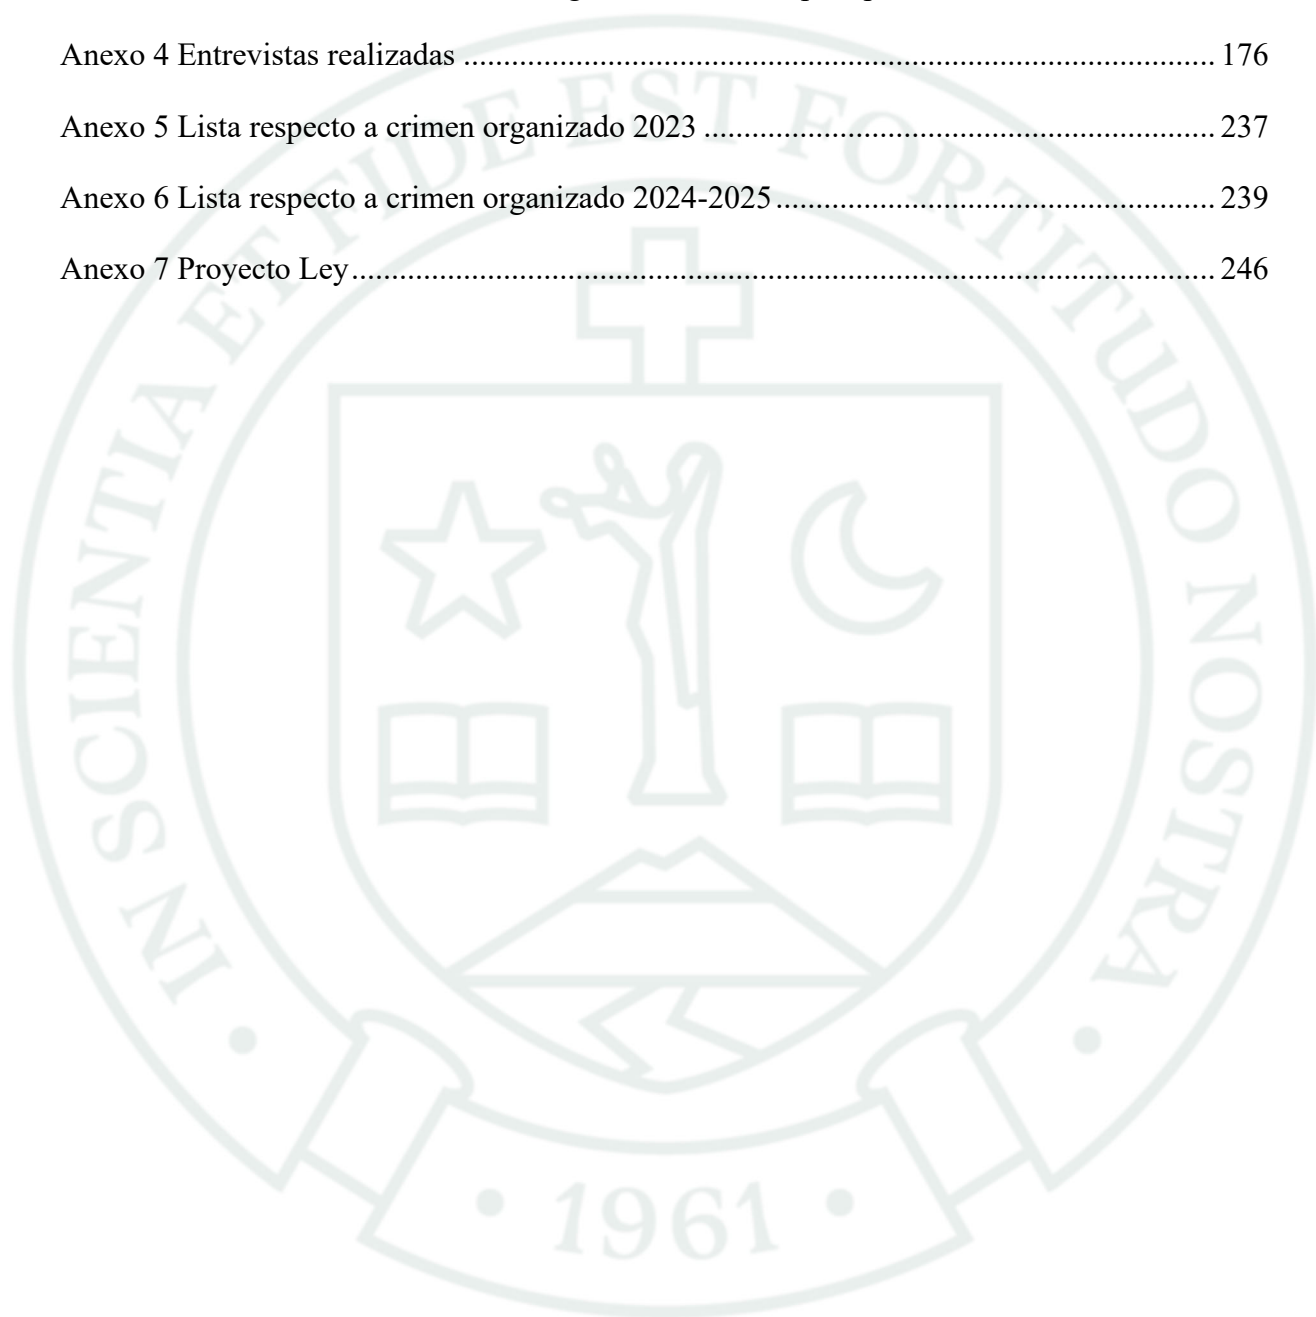 Anexo 4 Entrevistas realizadas ............................................................................................... 176
Anexo 5 Lista respecto a crimen organizado 2023 ................................................................. 237
Anexo 6 Lista respecto a crimen organizado 2024-2025 ........................................................ 239
Anexo 7 Proyecto Ley ............................................................................................................. 246
IN SCIENTIA ET FIDE EST FORTITUDO NOSTRA
• 1961 •